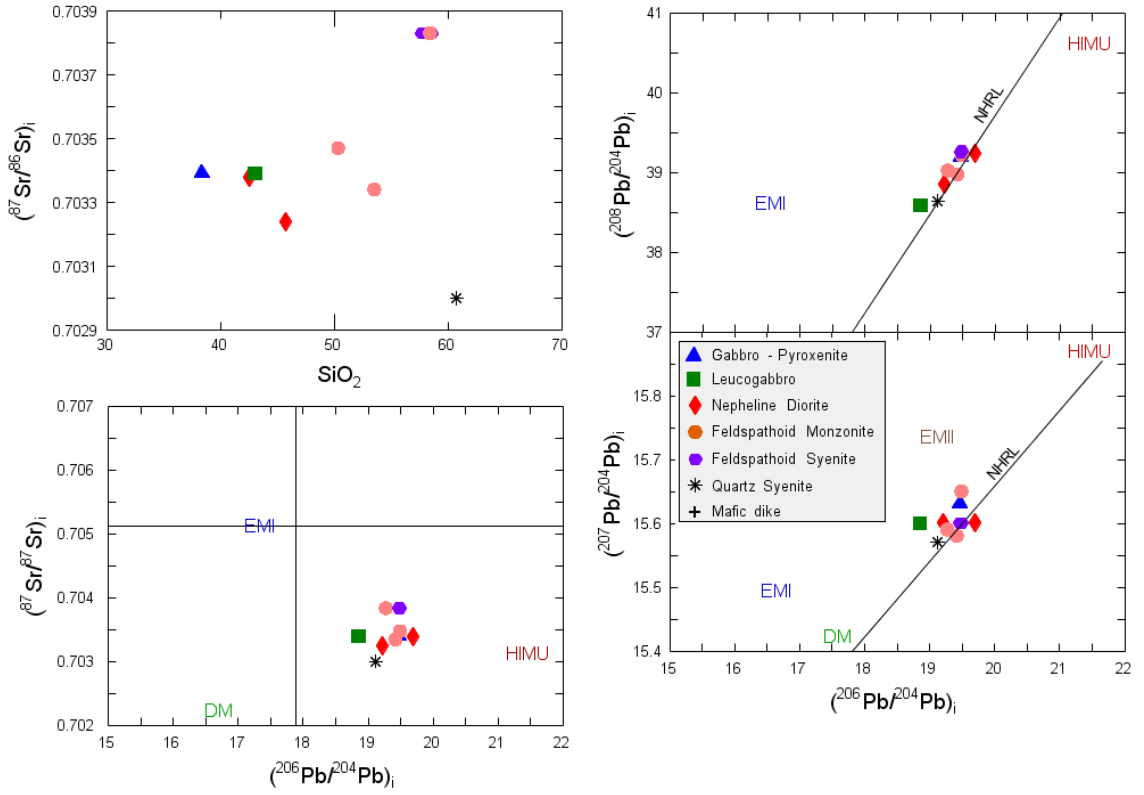 0.7039
0.7037
0.7035
0.7033
0.7031
0.7029
(⁸⁷Sr/⁸⁶Sr)ᵢ
30 40 50 60 70
SiO₂
0.707
0.706
0.705
0.704
0.703
0.702
(⁸⁷Sr/⁸⁷Sr)ᵢ
EMI
HIMU
DM
15 16 17 18 19 20 21 22
(²⁰⁶Pb/²⁰⁴Pb)ᵢ
41
40
39
38
37
(²⁰⁸Pb/²⁰⁴Pb)ᵢ
HIMU
NHRL
EMI
Gabbro - Pyroxenite
Leucogabbro
Nepheline Diorite
Feldspathoid Monzonite
Feldspathoid Syenite
Quartz Syenite
Mafic dike
HIMU
EMII
NHRL
EMI
DM
15.8
15.7
15.6
15.5
15.4
(²⁰⁷Pb/²⁰⁴Pb)ᵢ
15 16 17 18 19 20 21 22
(²⁰⁶Pb/²⁰⁴Pb)ᵢ